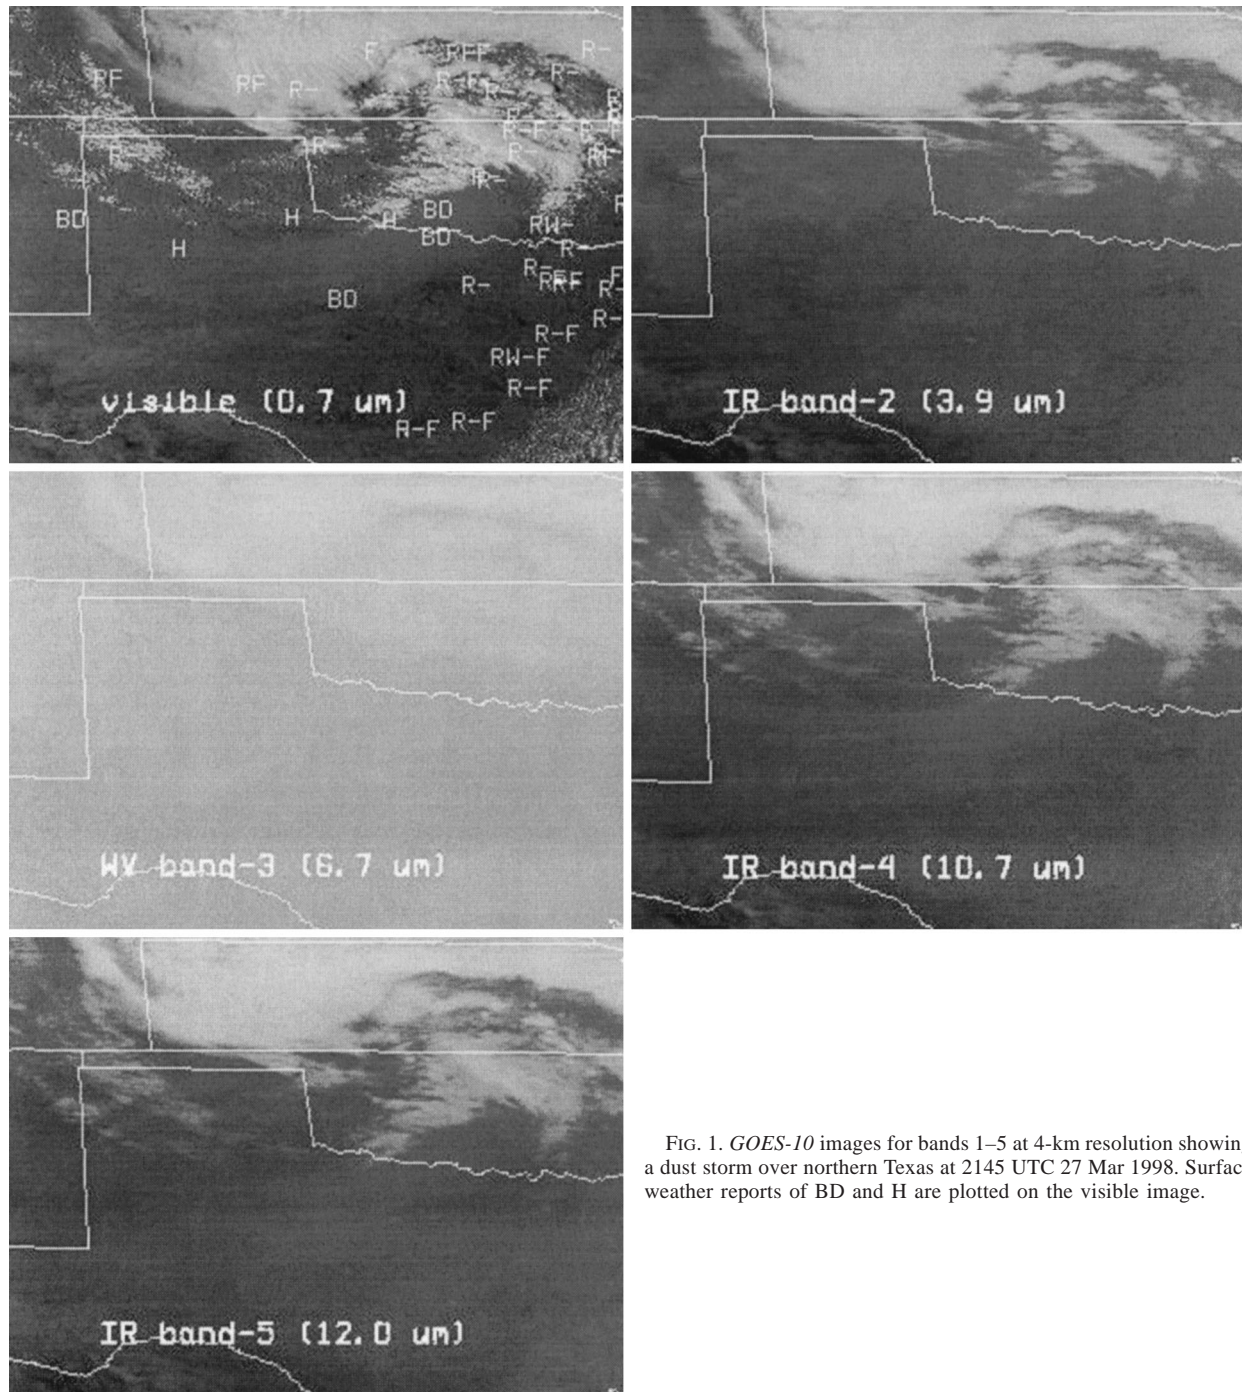 F RFF R-
RF RF R- R-F R- R-
R-F
R- R R- R-
R-
BD H H BD RW-
H BD R-
R- R- F
BD R-
R-F R-
RW-F
R-F
R-F R-F
visible (0.7 um)
IR band-2 (3.9 um)
WV band-3 (6.7 um)
IR band-4 (10.7 um)
IR band-5 (12.0 um)
FIG. 1. GOES-10 images for bands 1–5 at 4-km resolution showin
a dust storm over northern Texas at 2145 UTC 27 Mar 1998. Surfac
weather reports of BD and H are plotted on the visible image.